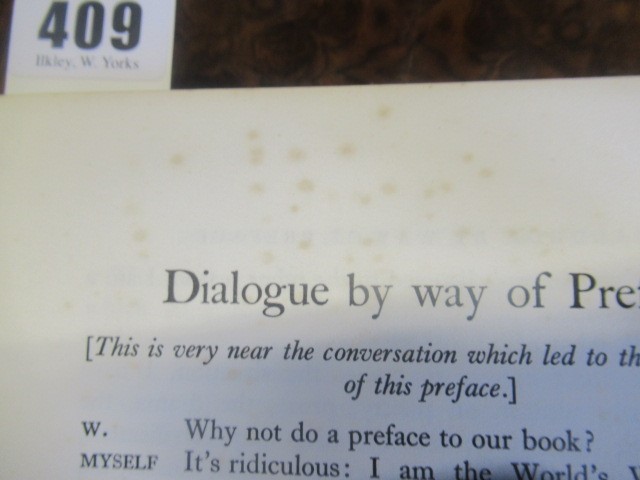 409
Ilkley, W. Yorks
Dialogue by way of Pre
[This is very near the conversation which led to th
of this preface.]
W. Why not do a preface to our book?
MYSELF It's ridiculous: I am the World's